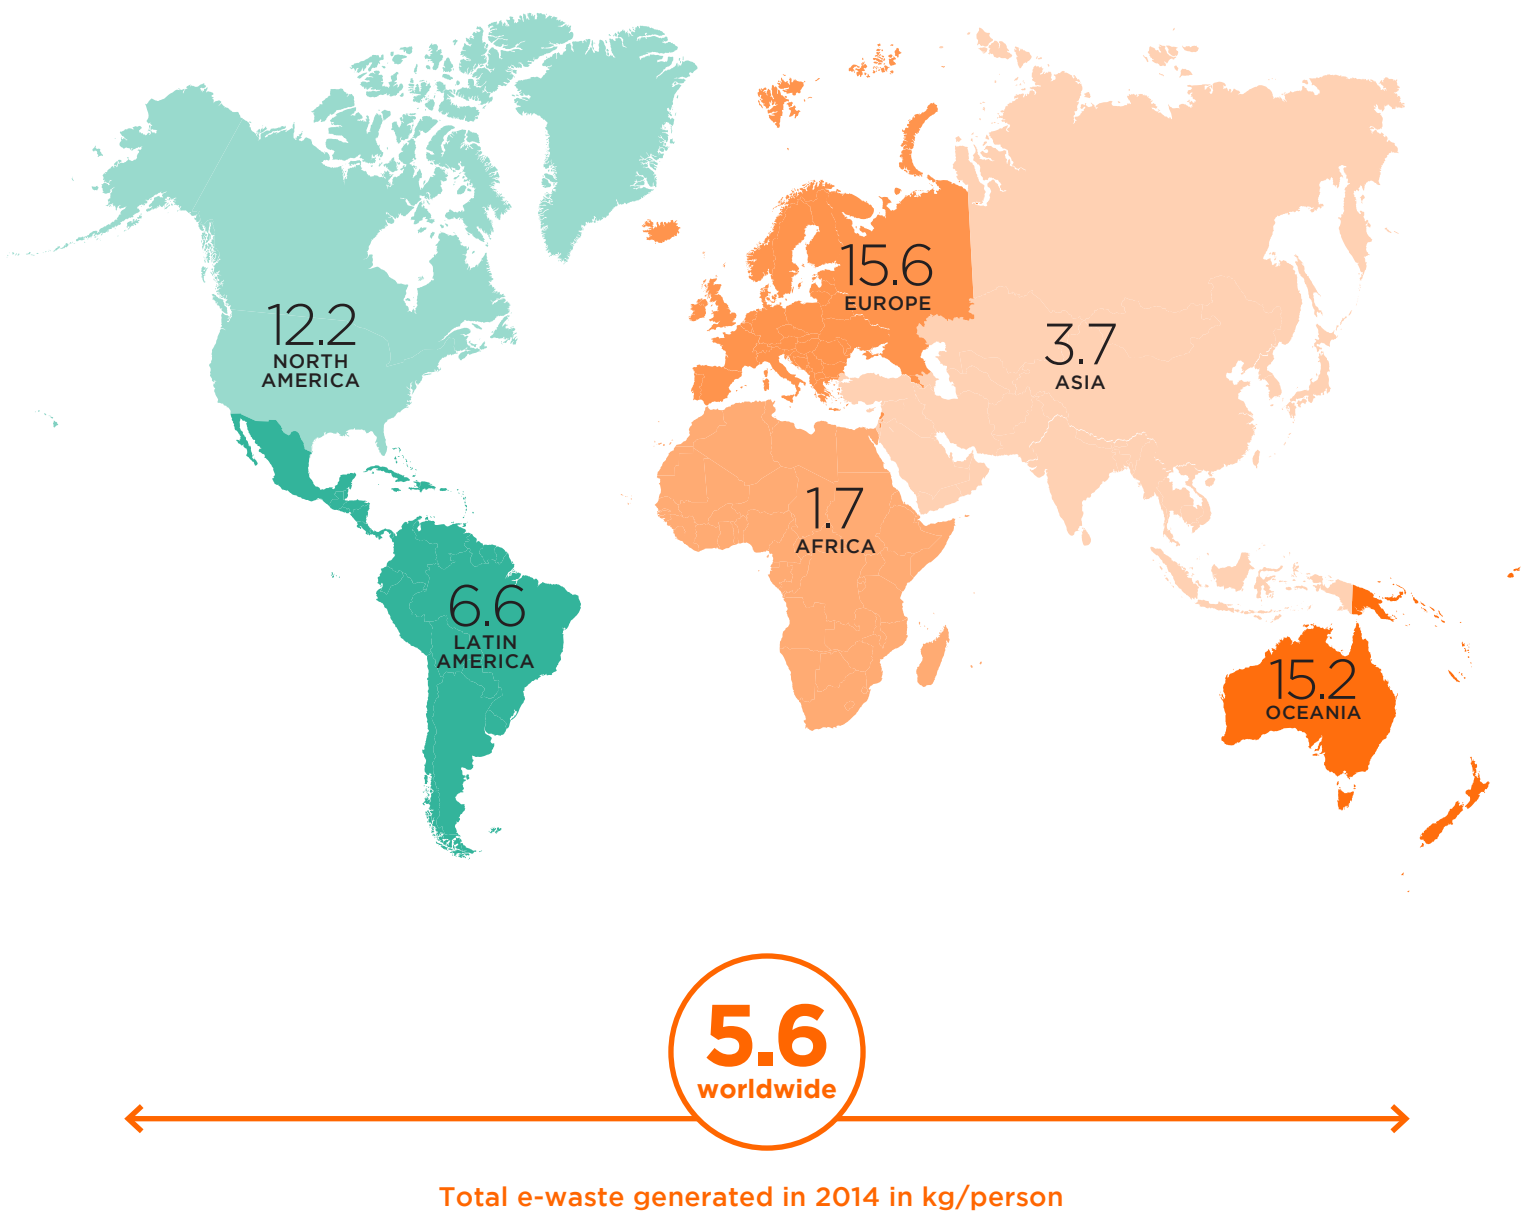 15.6
EUROPE
12.2
NORTH
AMERICA
3.7
ASIA
1.7
AFRICA
6.6
LATIN
AMERICA
15.2
OCEANIA
5.6
worldwide
Total e-waste generated in 2014 in kg/person